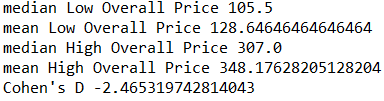 median Low Overall Price 105.5
mean Low Overall Price 128.64646464646464
median High Overall Price 307.0
mean High Overall Price 348.17628205128204
Cohen's D -2.465319742814043